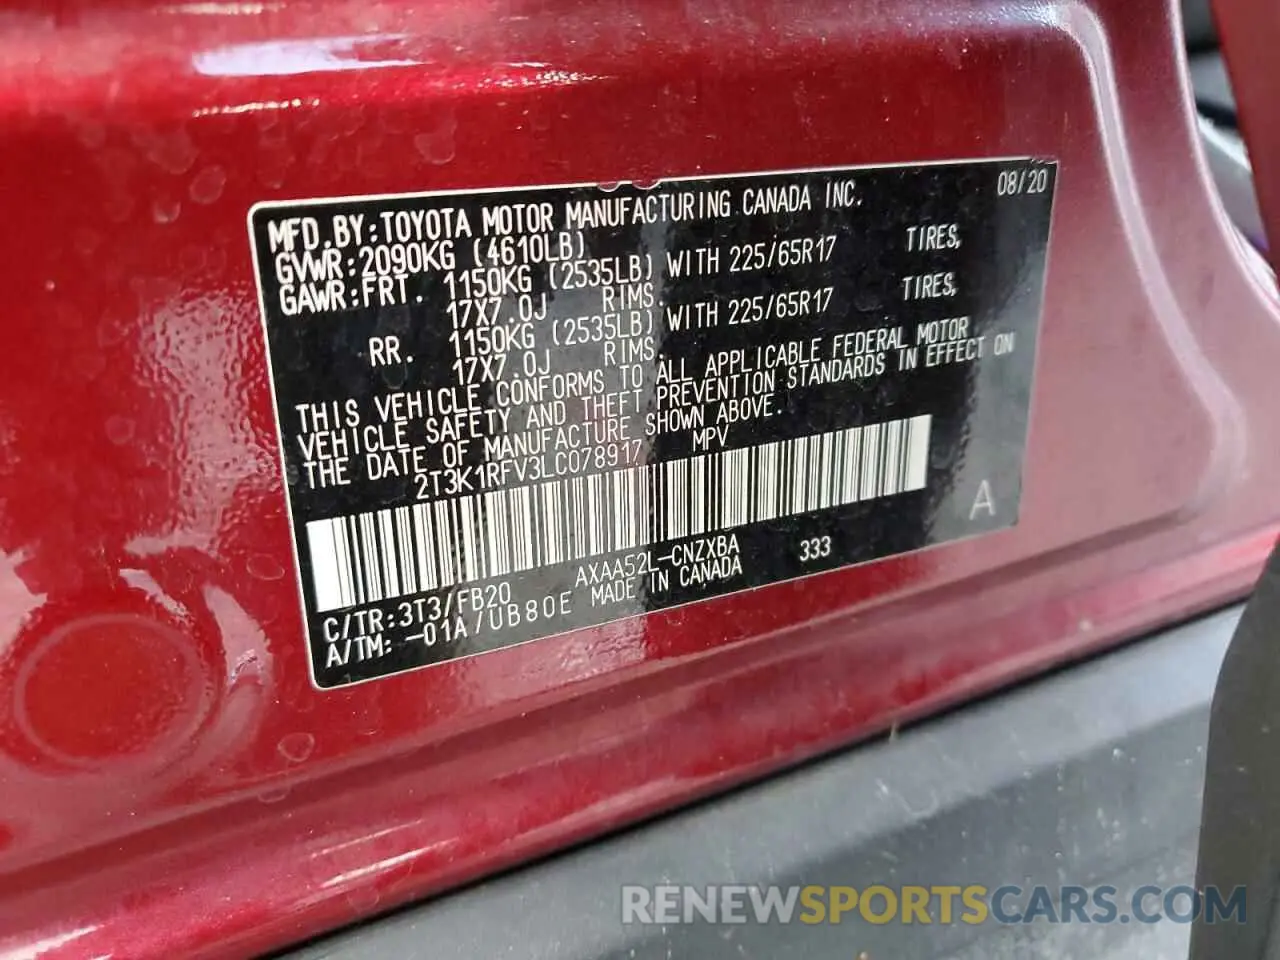 MFD.BY:TOYOTA MOTOR MANUFACTURING CANADA INC. 08/20
GVWR:2090KG (4610LB)
GAWR:FRT. 1150KG (2535LB) WITH 225/65R17 TIRES,
17X7.0J RIMS.
RR. 1150KG (2535LB) WITH 225/65R17 TIRES,
17X7.0J RIMS.
THIS VEHICLE CONFORMS TO ALL APPLICABLE FEDERAL MOTOR
VEHICLE SAFETY AND THEFT PREVENTION STANDARDS IN EFFECT ON
THE DATE OF MANUFACTURE SHOWN ABOVE.
2T3K1RFV3LC078917 MPV
A
C/TR:3T3/FB20 AXAA52L-CNZXBA 333
A/TM: -01A/UB80E MADE IN CANADA
RENEWSPORTSCARS.COM